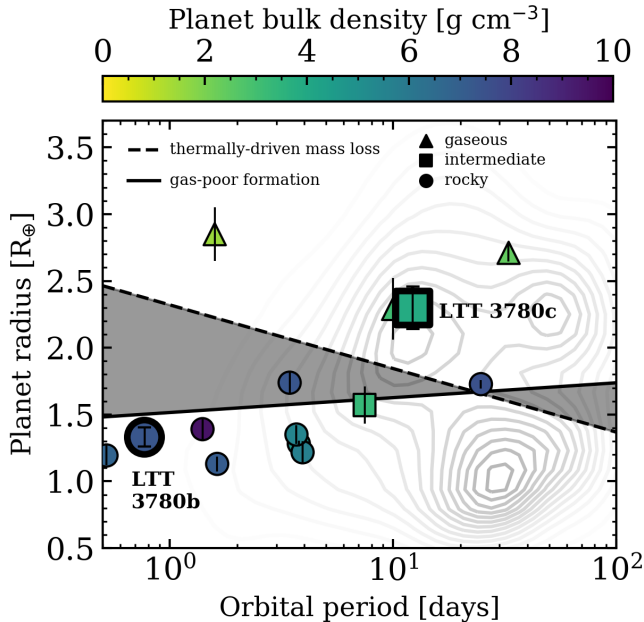 Planet bulk density [g cm⁻³]
0 2 4 6 8 10
thermally-driven mass loss
gas-poor formation
gaseous
intermediate
rocky
3.5
3.0
2.5
2.0
1.5
1.0
0.5
Planet radius [R⊕]
LTT 3780c
LTT
3780b
10⁰ 10¹ 10²
Orbital period [days]